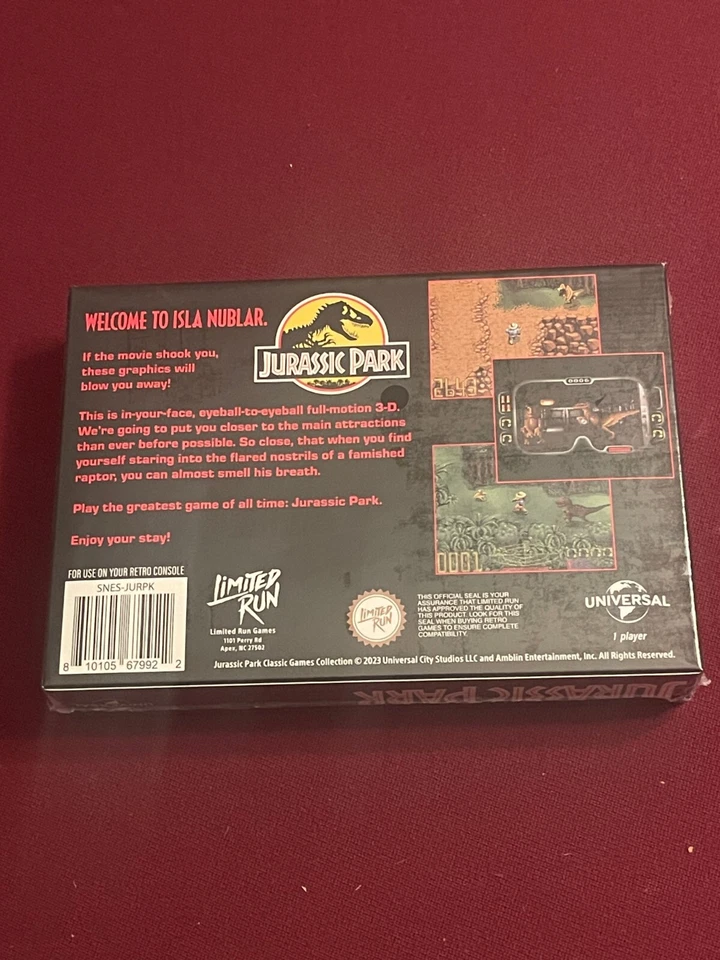 WELCOME TO ISLA NUBLAR.
If the movie shook you,
these graphics will
blow you away!
JURASSIC PARK
This is in-your-face, eyeball-to-eyeball full-motion 3-D.
We're going to put you closer to the main attractions
than ever before possible. So close, that when you find
yourself staring into the flared nostrils of a famished
raptor, you can almost smell his breath.
Play the greatest game of all time: Jurassic Park.
Enjoy your stay!
2643
0001
FOR USE ON YOUR RETRO CONSOLE
SNES-JURPK
8 10105 67992 2
LIMITED
RUN
Limited Run Games
1101 Perry Rd
Apex, NC 27502
LIMITED
RUN
THIS OFFICIAL SEAL IS YOUR
ASSURANCE THAT LIMITED RUN
HAS APPROVED THE QUALITY OF
THIS PRODUCT. LOOK FOR THIS
SEAL WHEN BUYING RETRO
GAMES TO ENSURE COMPLETE
COMPATIBILITY.
UNIVERSAL
1 player
Jurassic Park Classic Games Collection © 2023 Universal City Studios LLC and Amblin Entertainment, Inc. All Rights Reserved.
JURASSIC PARK